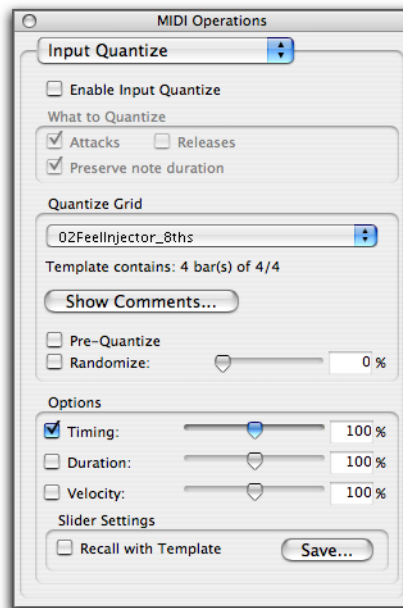 MIDI Operations
Input Quantize
Enable Input Quantize
What to Quantize
Attacks Releases
Preserve note duration
Quantize Grid
02FeelInjector_8ths
Template contains: 4 bar(s) of 4/4
Show Comments...
Pre-Quantize
Randomize: 0 %
Options
Timing: 100 %
Duration: 100 %
Velocity: 100 %
Slider Settings
Recall with Template Save...